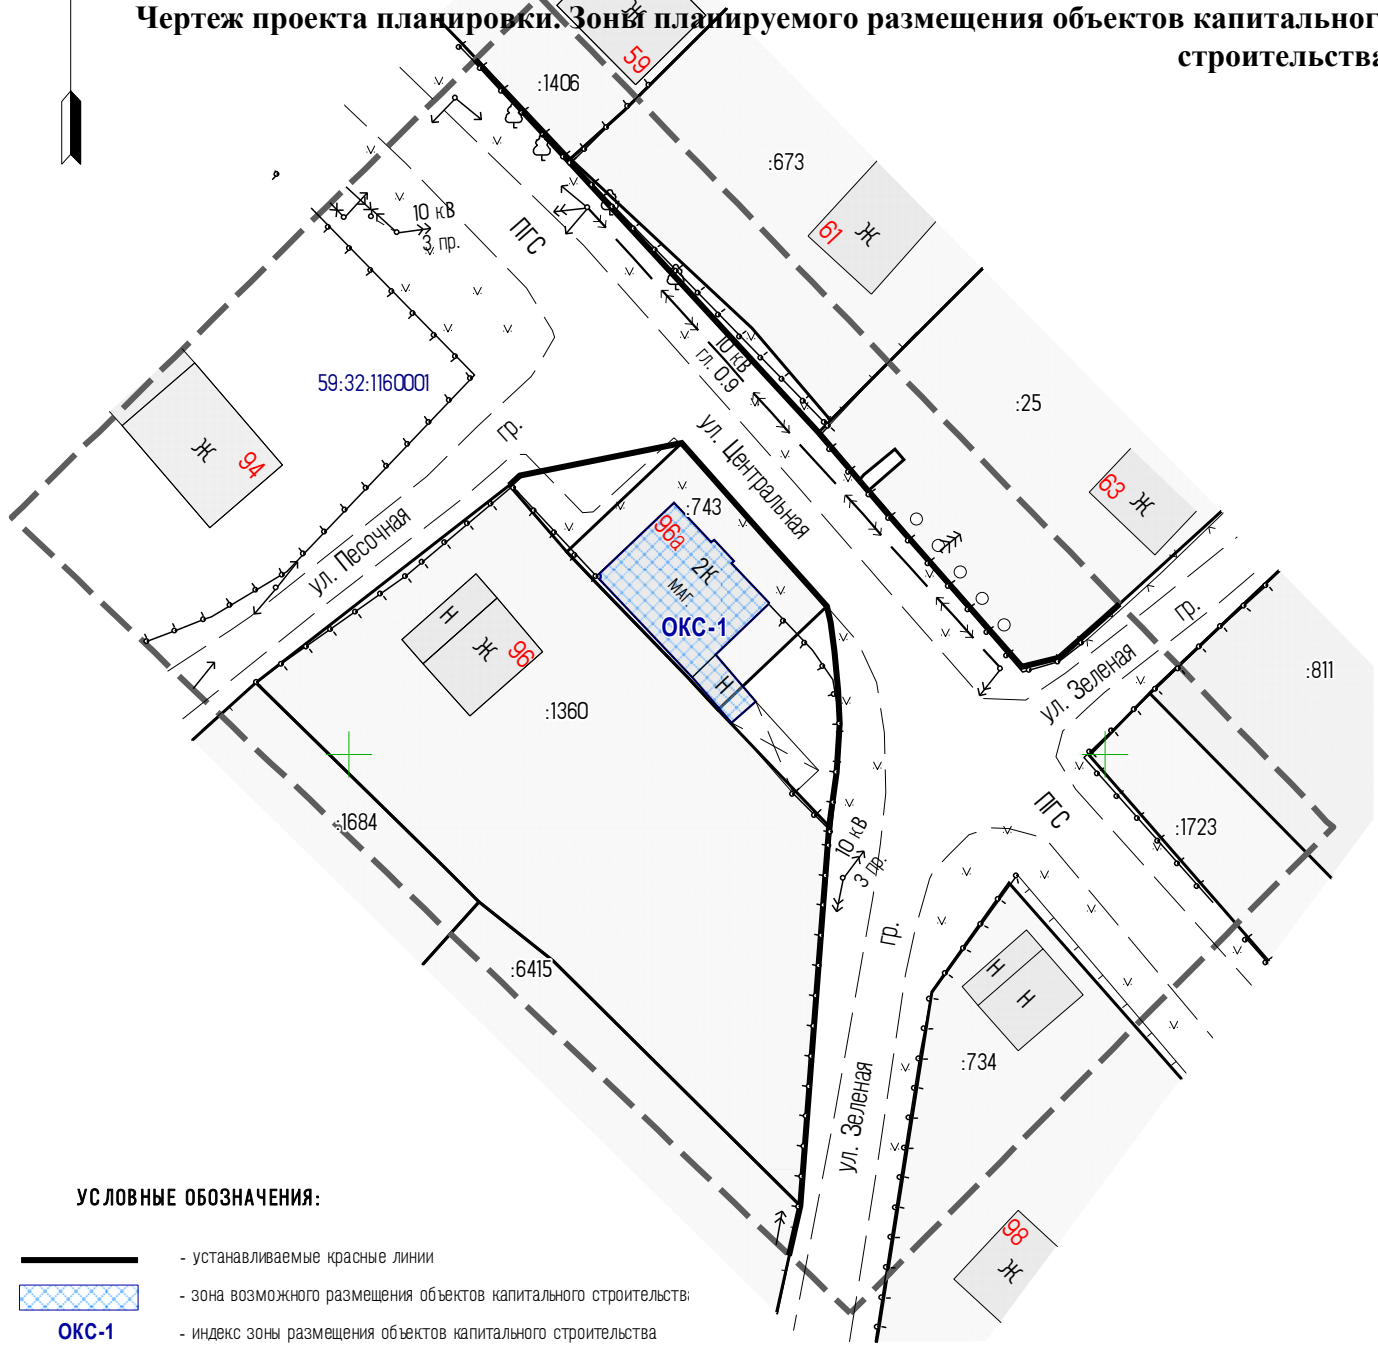 Чертеж проекта планировки. Зоны планируемого размещения объектов капитальног
строительства
Ж
59
:1406
:673
61
Ж
10 кВ
3 пр.
ПГС
10 кВ
гл. 0.9
59:32:1160001
:25
Ж
94
гр.
ул. Центральная
63
Ж
:743
96а
2К
маг.
ОКС-1
Н
ул. Песочная
Н
Ж
96
:1360
гр.
ул. Зеленая
:811
:1684
10 кВ
3 пр.
ПГС
:1723
гр.
:6415
Н
Н
:734
ул. Зеленая
98
Ж
УСЛОВНЫЕ ОБОЗНАЧЕНИЯ:
- устанавливаемые красные линии
- зона возможного размещения объектов капитального строительств
ОКС-1 - индекс зоны размещения объектов капитального строительства